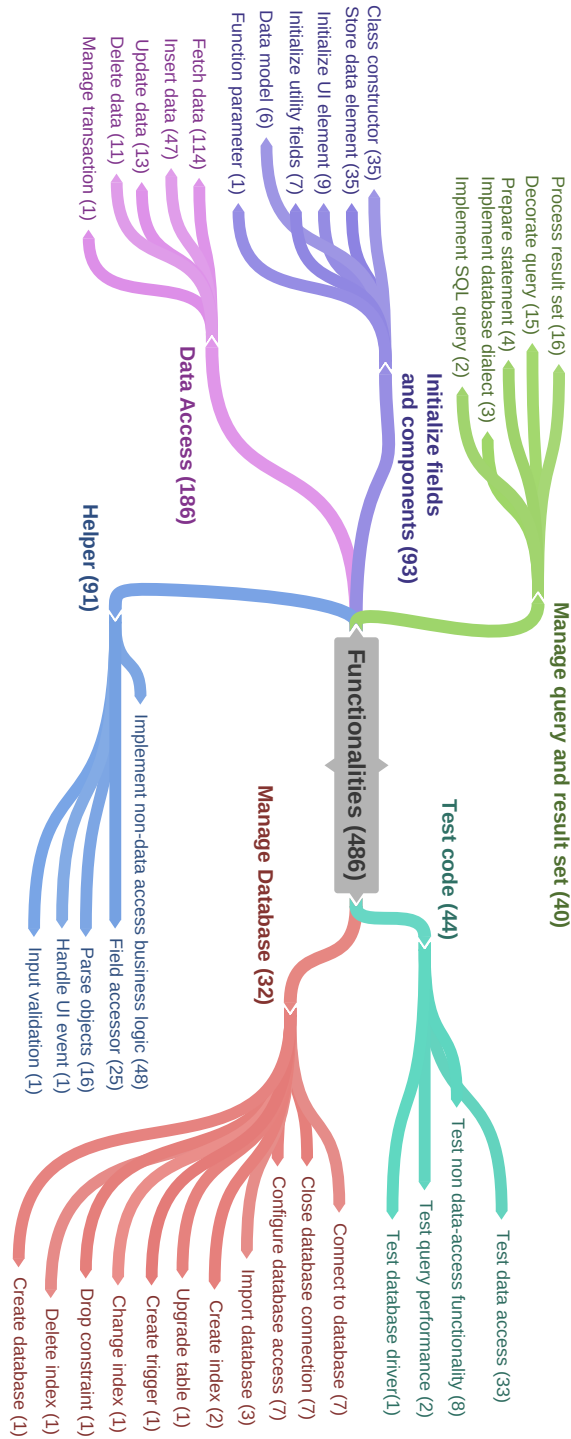 Functionalities (486)
Manage query and result set (40)
Process result set (16)
Decorate query (15)
Prepare statement (4)
Implement database dialect (3)
Implement SQL query (2)
Initialize fields
and components (93)
Class constructor (35)
Store data element (35)
Initialize UI element (9)
Initialize utility fields (7)
Data model (6)
Function parameter (1)
Data Access (186)
Fetch data (114)
Insert data (47)
Update data (13)
Delete data (11)
Manage transaction (1)
Helper (91)
Implement non-data access business logic (48)
Field accessor (25)
Parse objects (16)
Handle UI event (1)
Input validation (1)
Test code (44)
Test data access (33)
Test non data-access functionality (8)
Test query performance (2)
Test database driver(1)
Manage Database (32)
Connect to database (7)
Close database connection (7)
Configure database access (7)
Import database (3)
Create index (2)
Upgrade table (1)
Create trigger (1)
Change index (1)
Drop constraint (1)
Delete index (1)
Create database (1)